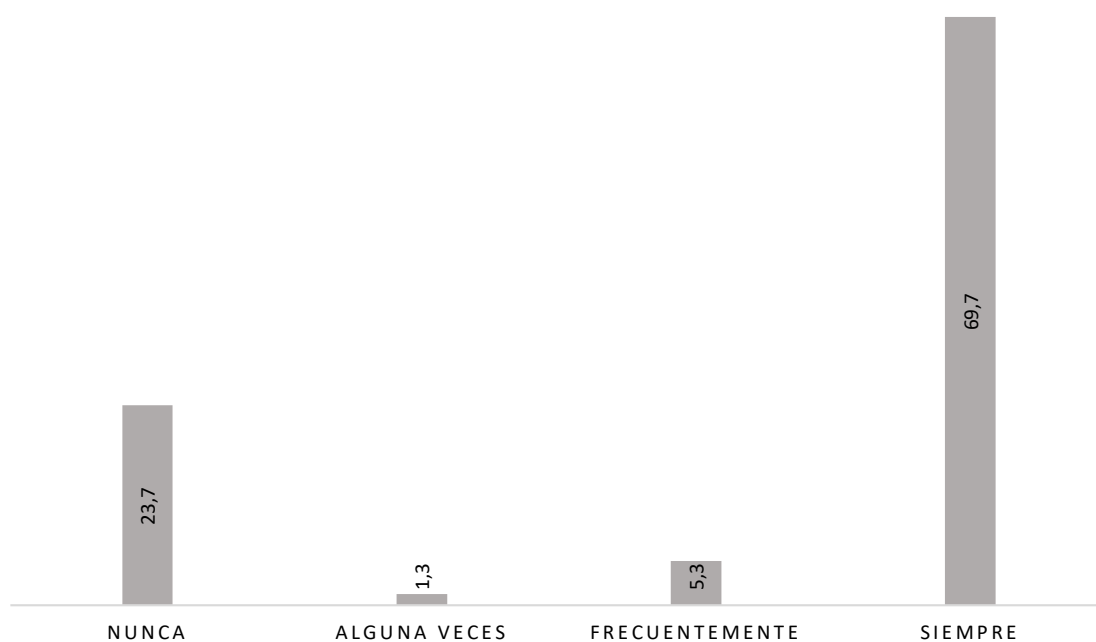 23,7
1,3
5,3
69,7
NUNCA
ALGUNA VECES
FRECUENTEMENTE
SIEMPRE